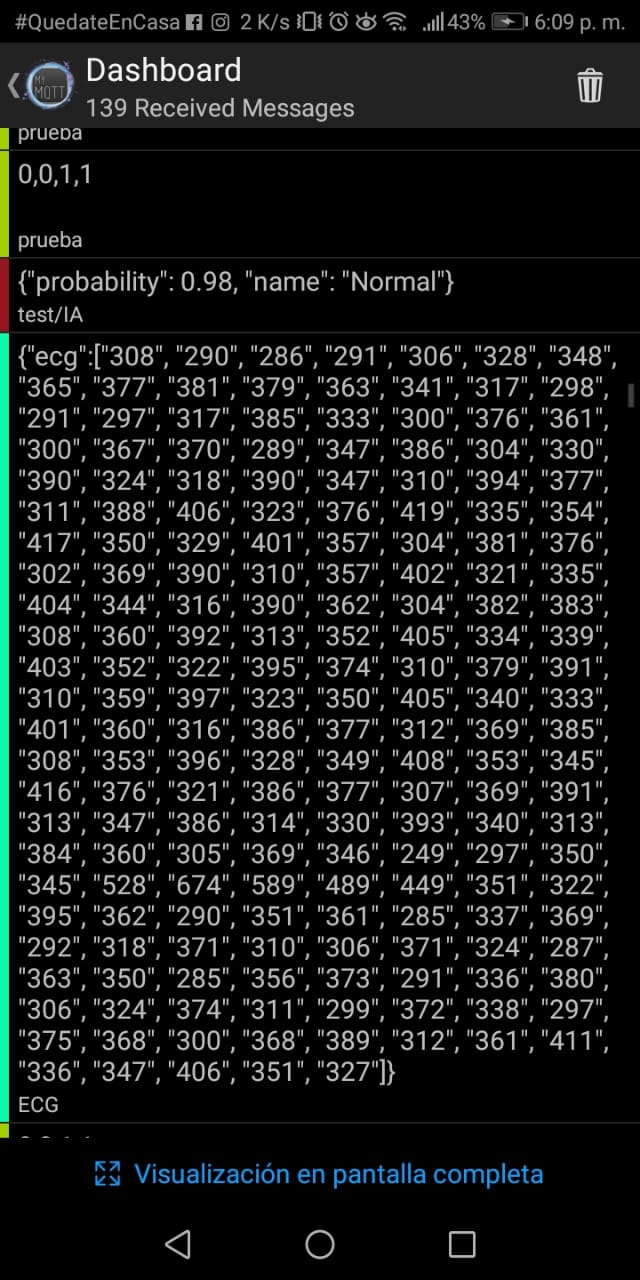 #QuedateEnCasa 2 K/s 43% 6:09 p. m.
MY
MQTT
Dashboard
139 Received Messages
prueba
0,0,1,1
prueba
{"probability": 0.98, "name": "Normal"}
test/IA
{"ecg":["308", "290", "286", "291", "306", "328", "348",
"365", "377", "381", "379", "363", "341", "317", "298",
"291", "297", "317", "385", "333", "300", "376", "361",
"300", "367", "370", "289", "347", "386", "304", "330",
"390", "324", "318", "390", "347", "310", "394", "377",
"311", "388", "406", "323", "376", "419", "335", "354",
"417", "350", "329", "401", "357", "304", "381", "376",
"302", "369", "390", "310", "357", "402", "321", "335",
"404", "344", "316", "390", "362", "304", "382", "383",
"308", "360", "392", "313", "352", "405", "334", "339",
"403", "352", "322", "395", "374", "310", "379", "391",
"310", "359", "397", "323", "350", "405", "340", "333",
"401", "360", "316", "386", "377", "312", "369", "385",
"308", "353", "396", "328", "349", "408", "353", "345",
"416", "376", "321", "386", "377", "307", "369", "391",
"313", "347", "386", "314", "330", "393", "340", "313",
"384", "360", "305", "369", "346", "249", "297", "350",
"345", "528", "674", "589", "489", "449", "351", "322",
"395", "362", "290", "351", "361", "285", "337", "369",
"292", "318", "371", "310", "306", "371", "324", "287",
"363", "350", "285", "356", "373", "291", "336", "380",
"306", "324", "374", "311", "299", "372", "338", "297",
"375", "368", "300", "368", "389", "312", "361", "411",
"336", "347", "406", "351", "327"]}
ECG
Visualización en pantalla completa